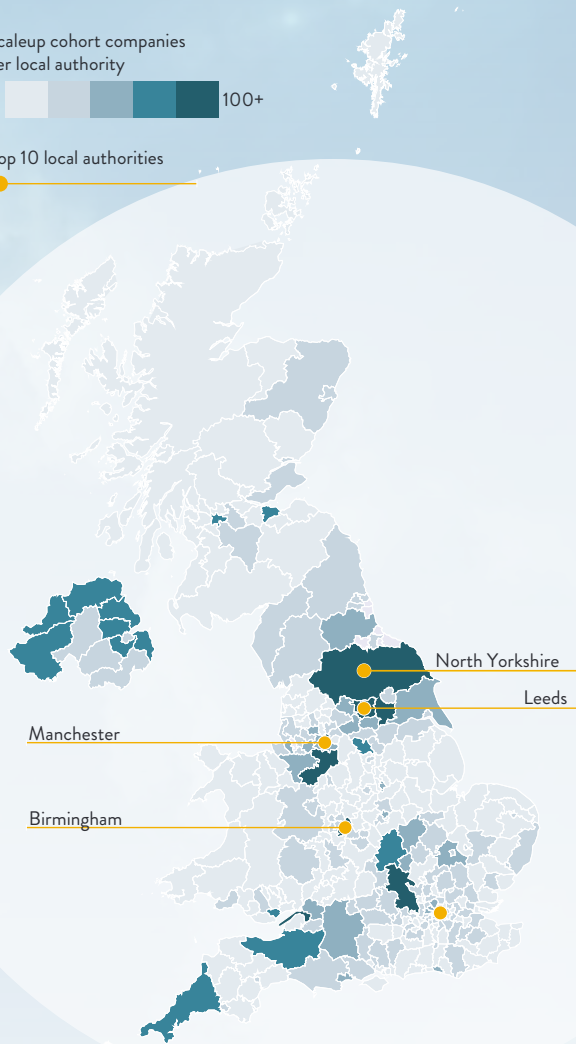 caleup cohort companies
er local authority
100+
op 10 local authorities
North Yorkshire
Leeds
Manchester
Birmingham